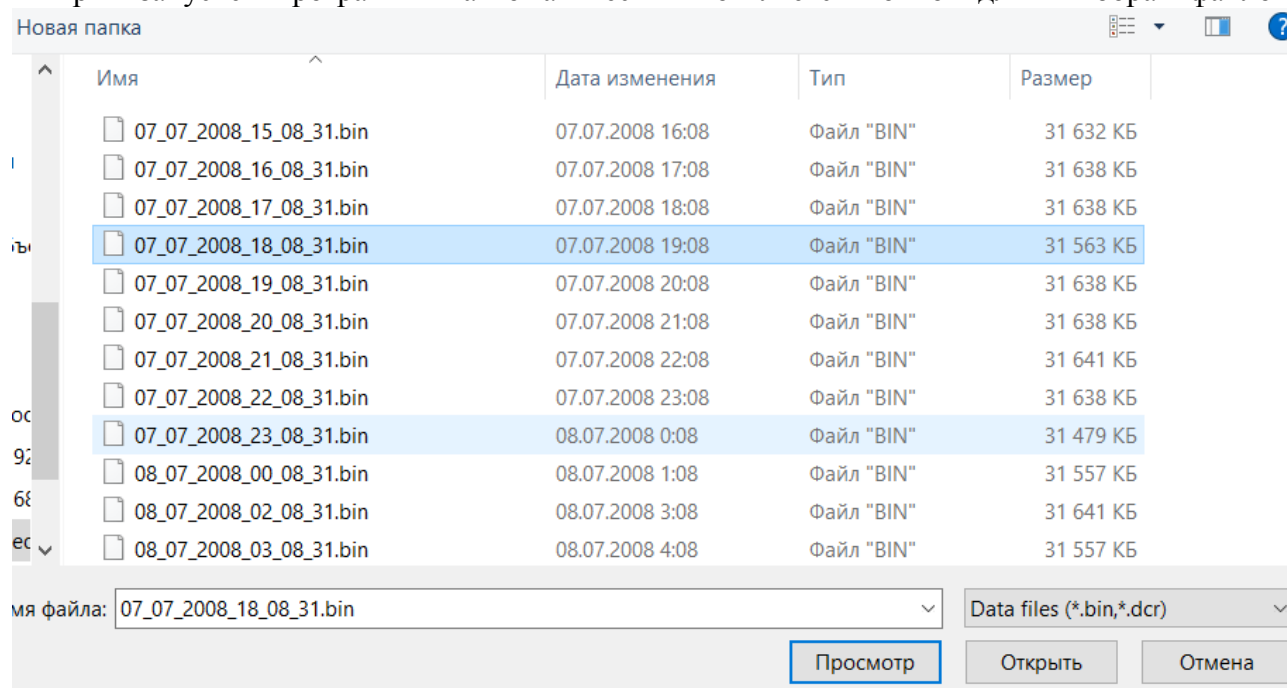 Новая папка
Имя Дата изменения Тип Размер
07_07_2008_15_08_31.bin 07.07.2008 16:08 Файл "BIN" 31 632 КБ
07_07_2008_16_08_31.bin 07.07.2008 17:08 Файл "BIN" 31 638 КБ
07_07_2008_17_08_31.bin 07.07.2008 18:08 Файл "BIN" 31 638 КБ
07_07_2008_18_08_31.bin 07.07.2008 19:08 Файл "BIN" 31 563 КБ
07_07_2008_19_08_31.bin 07.07.2008 20:08 Файл "BIN" 31 638 КБ
07_07_2008_20_08_31.bin 07.07.2008 21:08 Файл "BIN" 31 638 КБ
07_07_2008_21_08_31.bin 07.07.2008 22:08 Файл "BIN" 31 641 КБ
07_07_2008_22_08_31.bin 07.07.2008 23:08 Файл "BIN" 31 638 КБ
07_07_2008_23_08_31.bin 08.07.2008 0:08 Файл "BIN" 31 479 КБ
08_07_2008_00_08_31.bin 08.07.2008 1:08 Файл "BIN" 31 557 КБ
08_07_2008_02_08_31.bin 08.07.2008 3:08 Файл "BIN" 31 641 КБ
08_07_2008_03_08_31.bin 08.07.2008 4:08 Файл "BIN" 31 557 КБ
мя файла: 07_07_2008_18_08_31.bin Data files (*.bin,*.dcr)
Просмотр Открыть Отмена